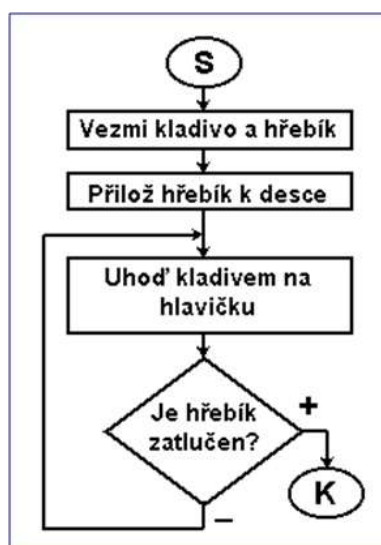 S
Vezmi kladivo a hřebík
Přilož hřebík k desce
Uhoď kladivem na
hlavičku
Je hřebík
zatlučen?
+
K
–